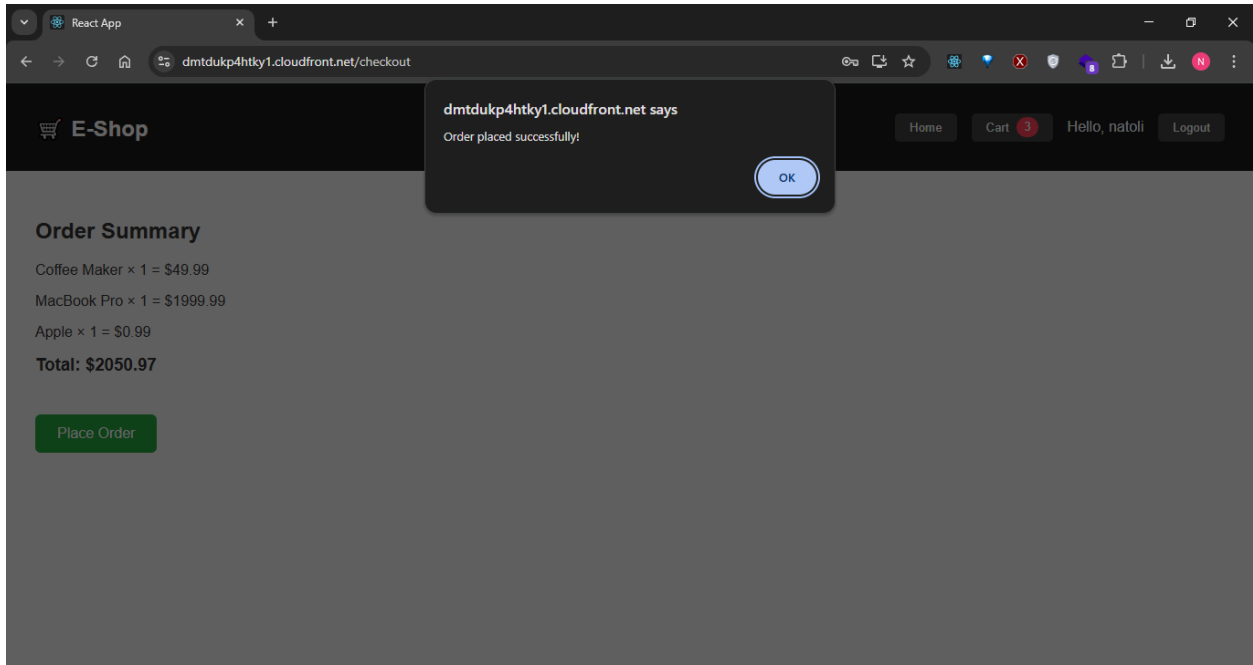 React App
dmtdukp4htky1.cloudfront.net/checkout
8
N
E-Shop
dmtdukp4htky1.cloudfront.net says
Order placed successfully!
OK
Home
Cart 3
Hello, natoli
Logout
Order Summary
Coffee Maker × 1 = $49.99
MacBook Pro × 1 = $1999.99
Apple × 1 = $0.99
Total: $2050.97
Place Order